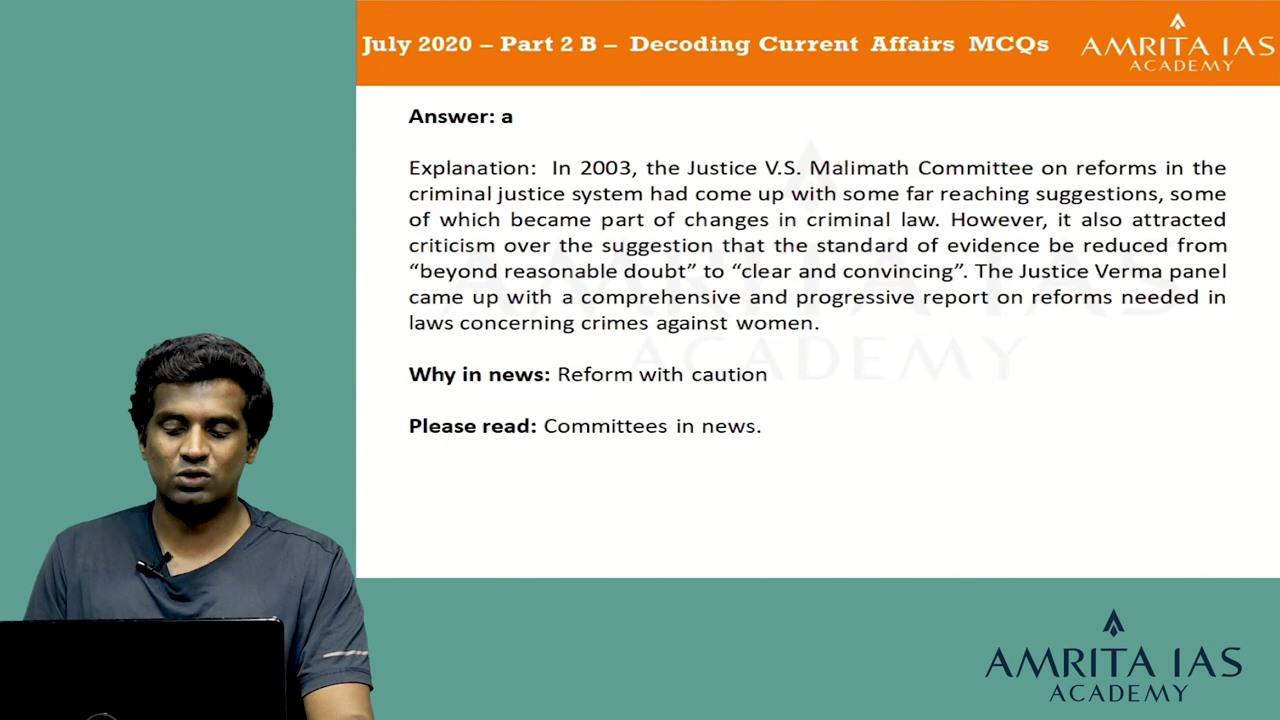 July 2020 – Part 2 B – Decoding Current Affairs MCQs
AMRITA IAS
ACADEMY
Answer: a
Explanation: In 2003, the Justice V.S. Malimath Committee on reforms in the
criminal justice system had come up with some far reaching suggestions, some
of which became part of changes in criminal law. However, it also attracted
criticism over the suggestion that the standard of evidence be reduced from
“beyond reasonable doubt” to “clear and convincing”. The Justice Verma panel
came up with a comprehensive and progressive report on reforms needed in
laws concerning crimes against women.
Why in news: Reform with caution
Please read: Committees in news.
AMRITA IAS
ACADEMY
AMRITA IAS
ACADEMY